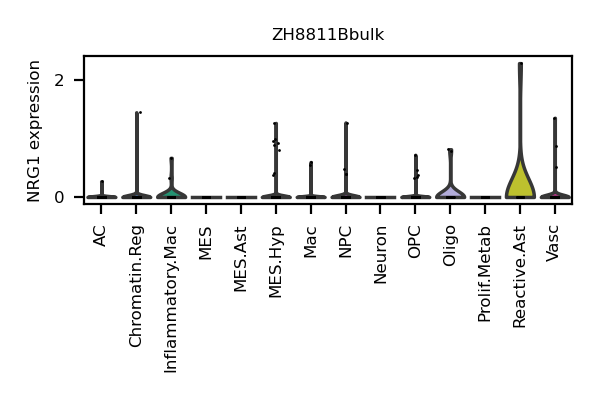 ZH8811Bbulk
NRG1 expression
2
0
AC
Chromatin.Reg
Inflammatory.Mac
MES
MES.Ast
MES.Hyp
Mac
NPC
Neuron
OPC
Oligo
Prolif.Metab
Reactive.Ast
Vasc